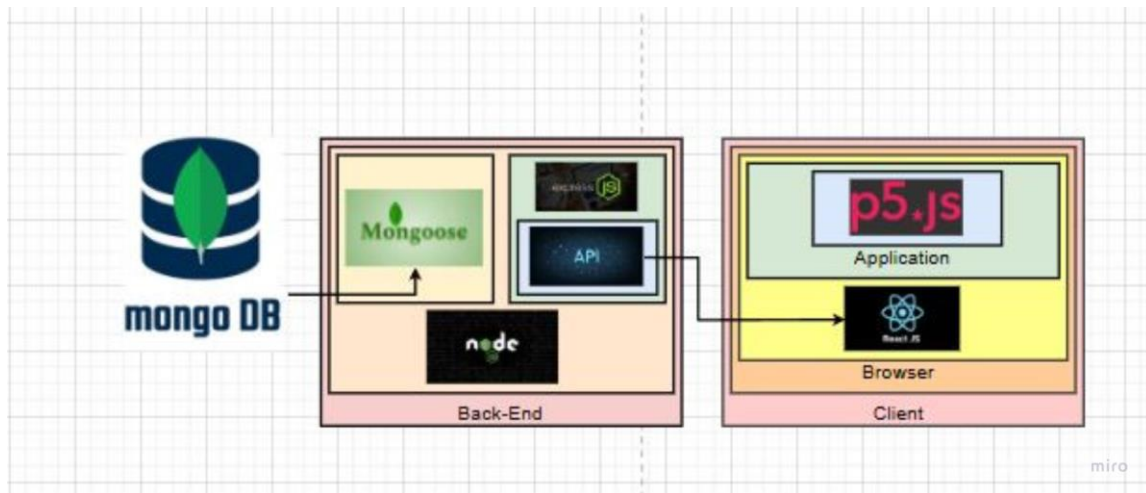 mongo DB
Mongoose
express JS
API
node
Back-End
p5.js
Application
React JS
Browser
Client
miro